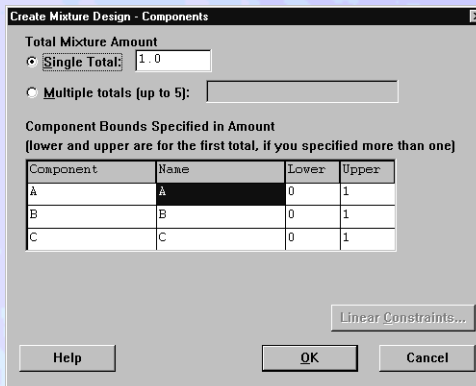 Create Mixture Design - Components
Total Mixture Amount
Single Total: 1.0
Multiple totals (up to 5):
Component Bounds Specified in Amount
(lower and upper are for the first total, if you specified more than one)
Component Name Lower Upper
A A 0 1
B B 0 1
C C 0 1
Linear Constraints...
Help OK Cancel